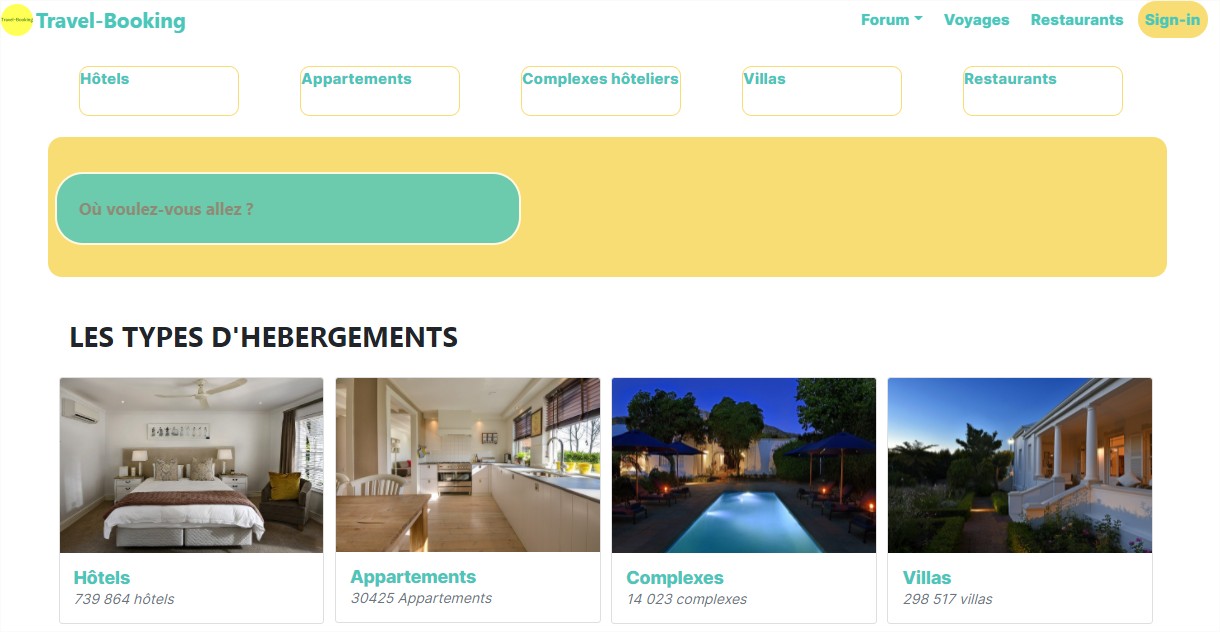 Travel-Booking
Travel-Booking
Forum
Voyages
Restaurants
Sign-in
Hôtels
Appartements
Complexes hôteliers
Villas
Restaurants
Où voulez-vous allez ?
LES TYPES D'HEBERGEMENTS
Hôtels
739 864 hôtels
Appartements
30425 Appartements
Complexes
14 023 complexes
Villas
298 517 villas